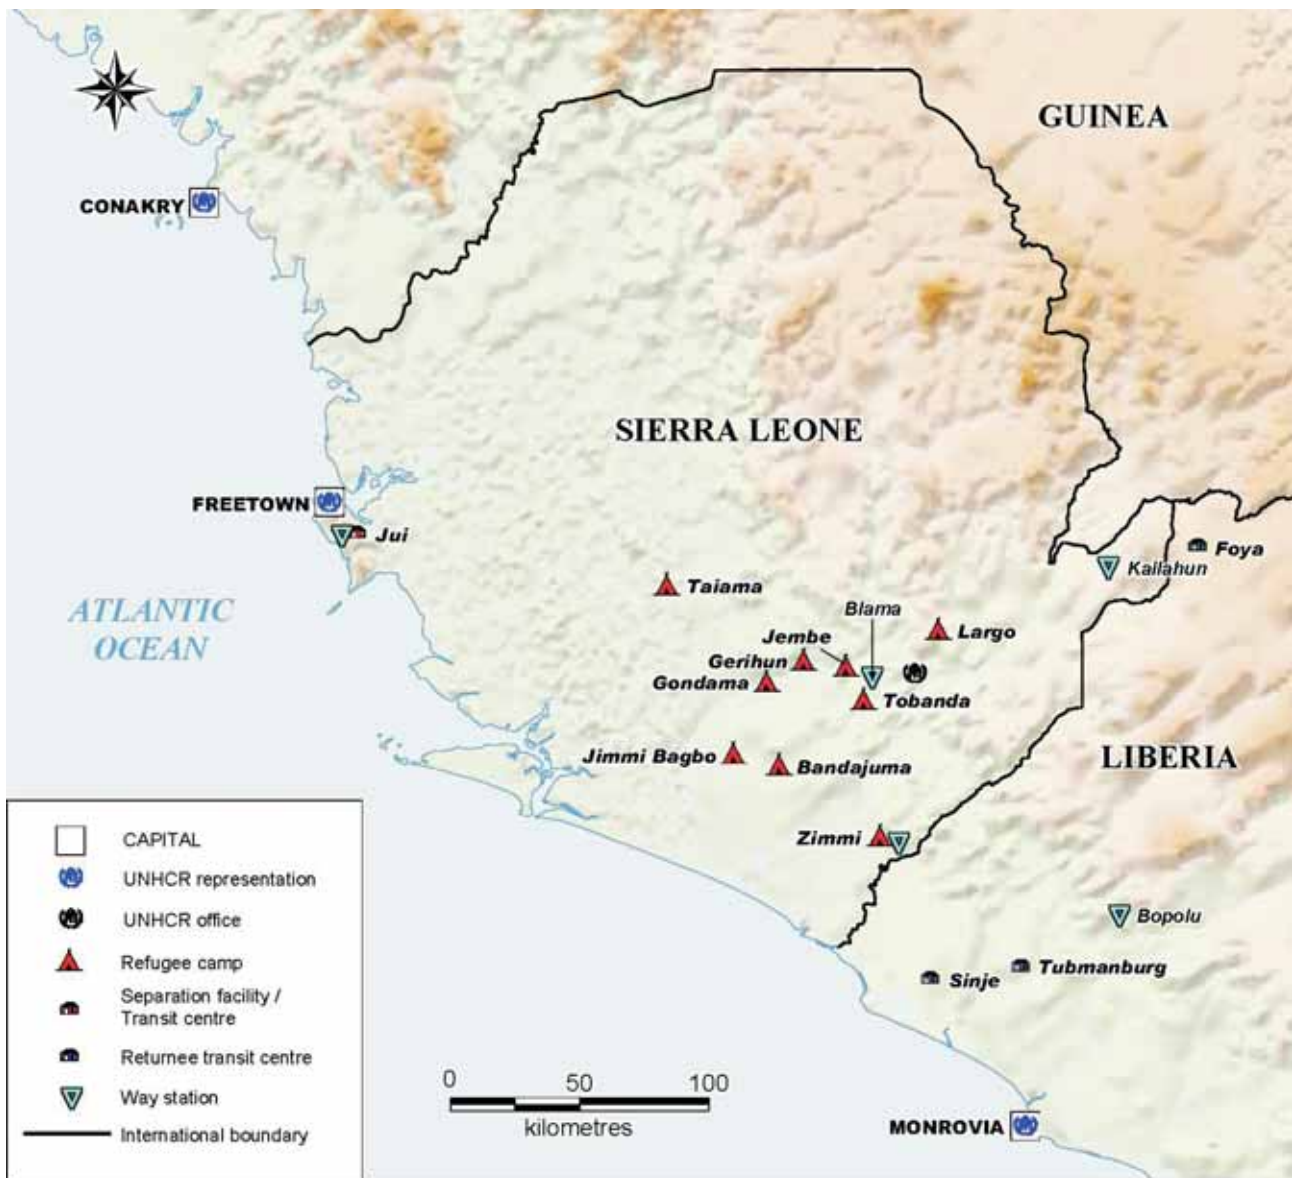 GUINEA
CONAKRY
SIERRA LEONE
FREETOWN
Jui
Foya
Kailahun
Taiama
Blama
ATLANTIC
OCEAN
Jembe
Largo
Gerihun
Gondama
Tobanda
Jimmi Bagbo
Bandajuma
LIBERIA
Zimmi
Bopolu
Tubmanburg
Sinje
MONROVIA
CAPITAL
UNHCR representation
UNHCR office
Refugee camp
Separation facility /
Transit centre
Returnee transit centre
Way station
International boundary
0 50 100
kilometres